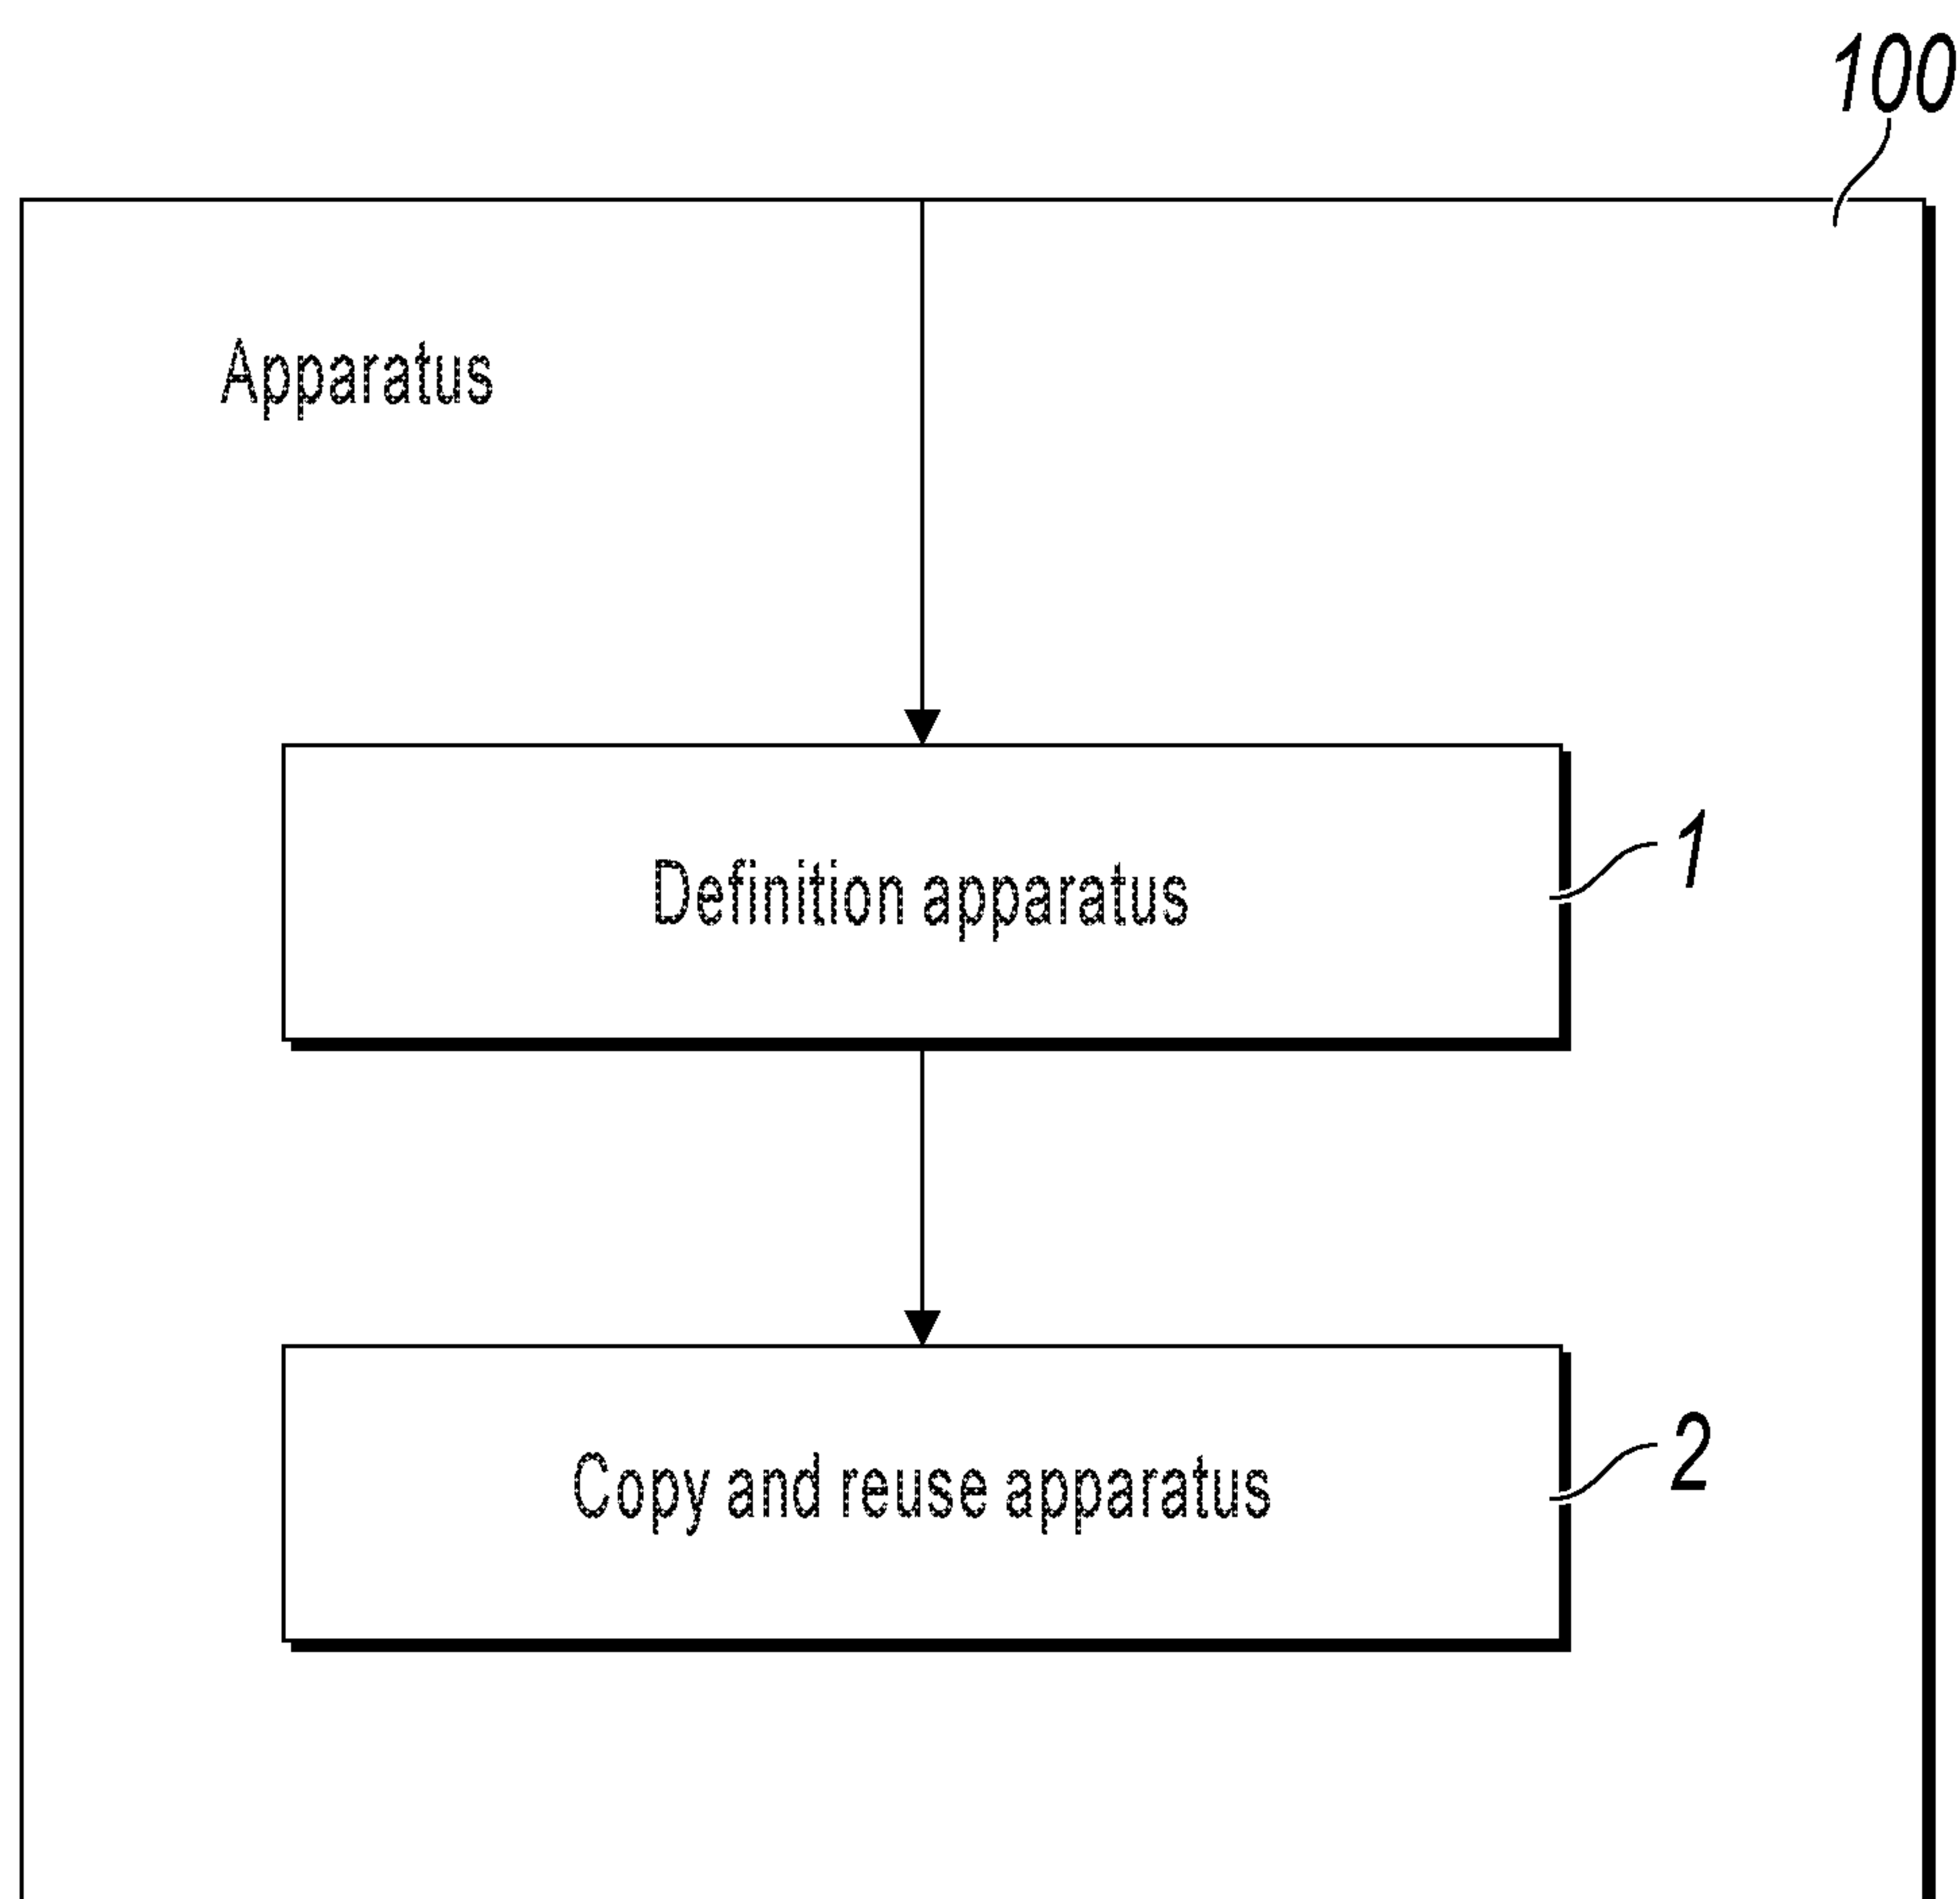 100
Apparatus
Definition apparatus
1
Copy and reuse apparatus
2